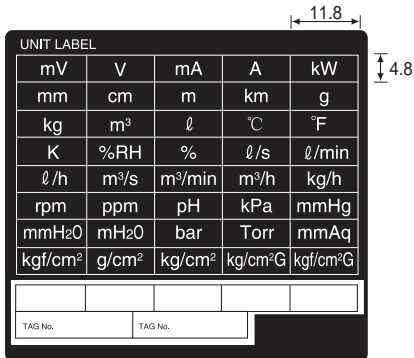 11.8
UNIT LABEL
4.8
mV V mA A kW
mm cm m km g
kg m³ ℓ ℃ °F
K %RH % ℓ/s ℓ/min
ℓ/h m³/s m³/min m³/h kg/h
rpm ppm pH kPa mmHg
mmH₂O mH₂O bar Torr mmAq
kgf/cm² g/cm² kg/cm² kg/cm²G kgf/cm²G
TAG No. TAG No.